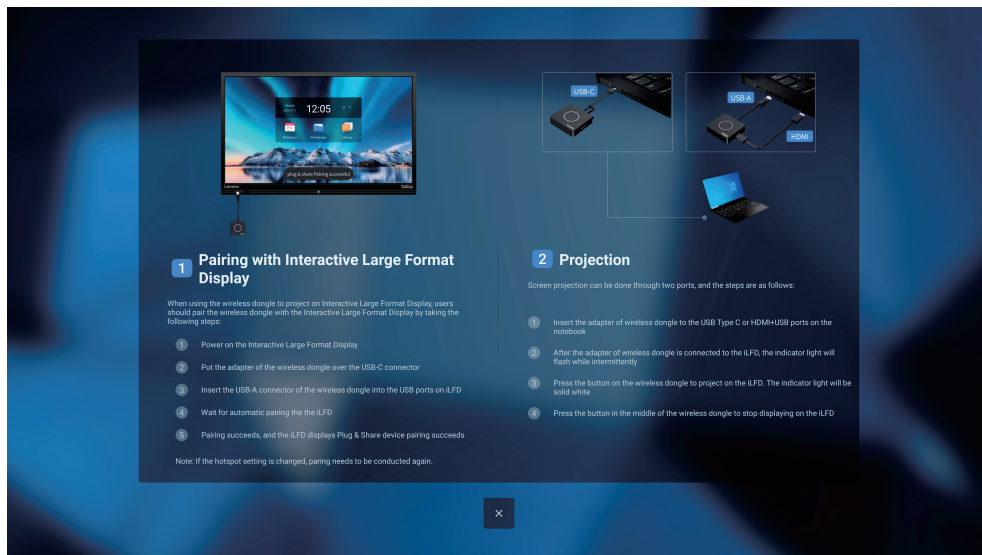 12:05
plug & share Pairing successful
Lenovo
USB-C
USB-A
HDMI
1
Pairing with Interactive Large Format
Display
When using the wireless dongle to project on Interactive Large Format Display, users
should pair the wireless dongle with the Interactive Large Format Display by taking the
following steps:
1 Power on the Interactive Large Format Display
2 Put the adapter of the wireless dongle over the USB-C connector
3 Insert the USB-A connector of the wireless dongle into the USB ports on iLFD
4 Wait for automatic pairing the the iLFD
5 Pairing succeeds, and the iLFD displays Plug & Share device pairing succeeds
Note: If the hotspot setting is changed, paring needs to be conducted again.
2 Projection
Screen projection can be done through two ports, and the steps are as follows:
1 Insert the adapter of wireless dongle to the USB Type C or HDMI+USB ports on the
notebook
2 After the adapter of wireless dongle is connected to the iLFD, the indicator light will
flash while intermittently
3 Press the button on the wireless dongle to project on the iLFD. The indicator light will be
solid white
4 Press the button in the middle of the wireless dongle to stop displaying on the iLFD